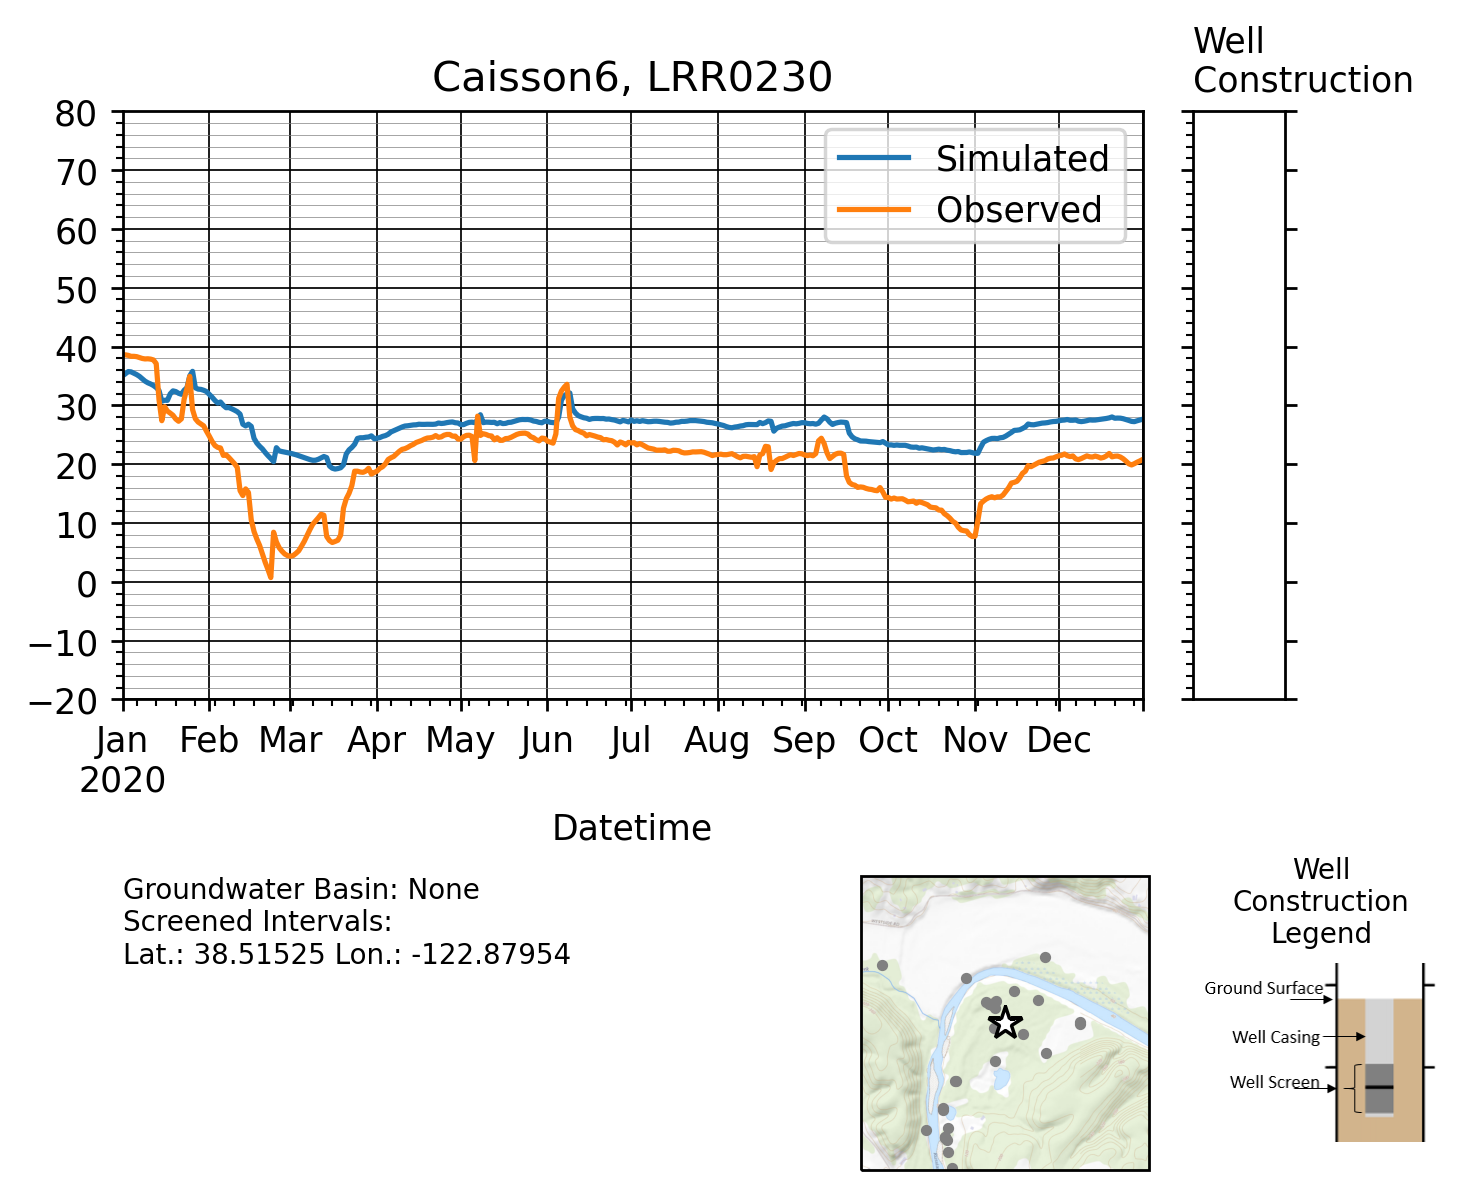 Well
Construction
Caisson6, LRR0230
80
70
60
50
40
30
20
10
0
−10
−20
Simulated
Observed
Jan Feb Mar Apr May Jun Jul Aug Sep Oct Nov Dec
2020
Datetime
Groundwater Basin: None
Screened Intervals:
Lat.: 38.51525 Lon.: -122.87954
Well
Construction
Legend
Ground Surface
Well Casing
Well Screen